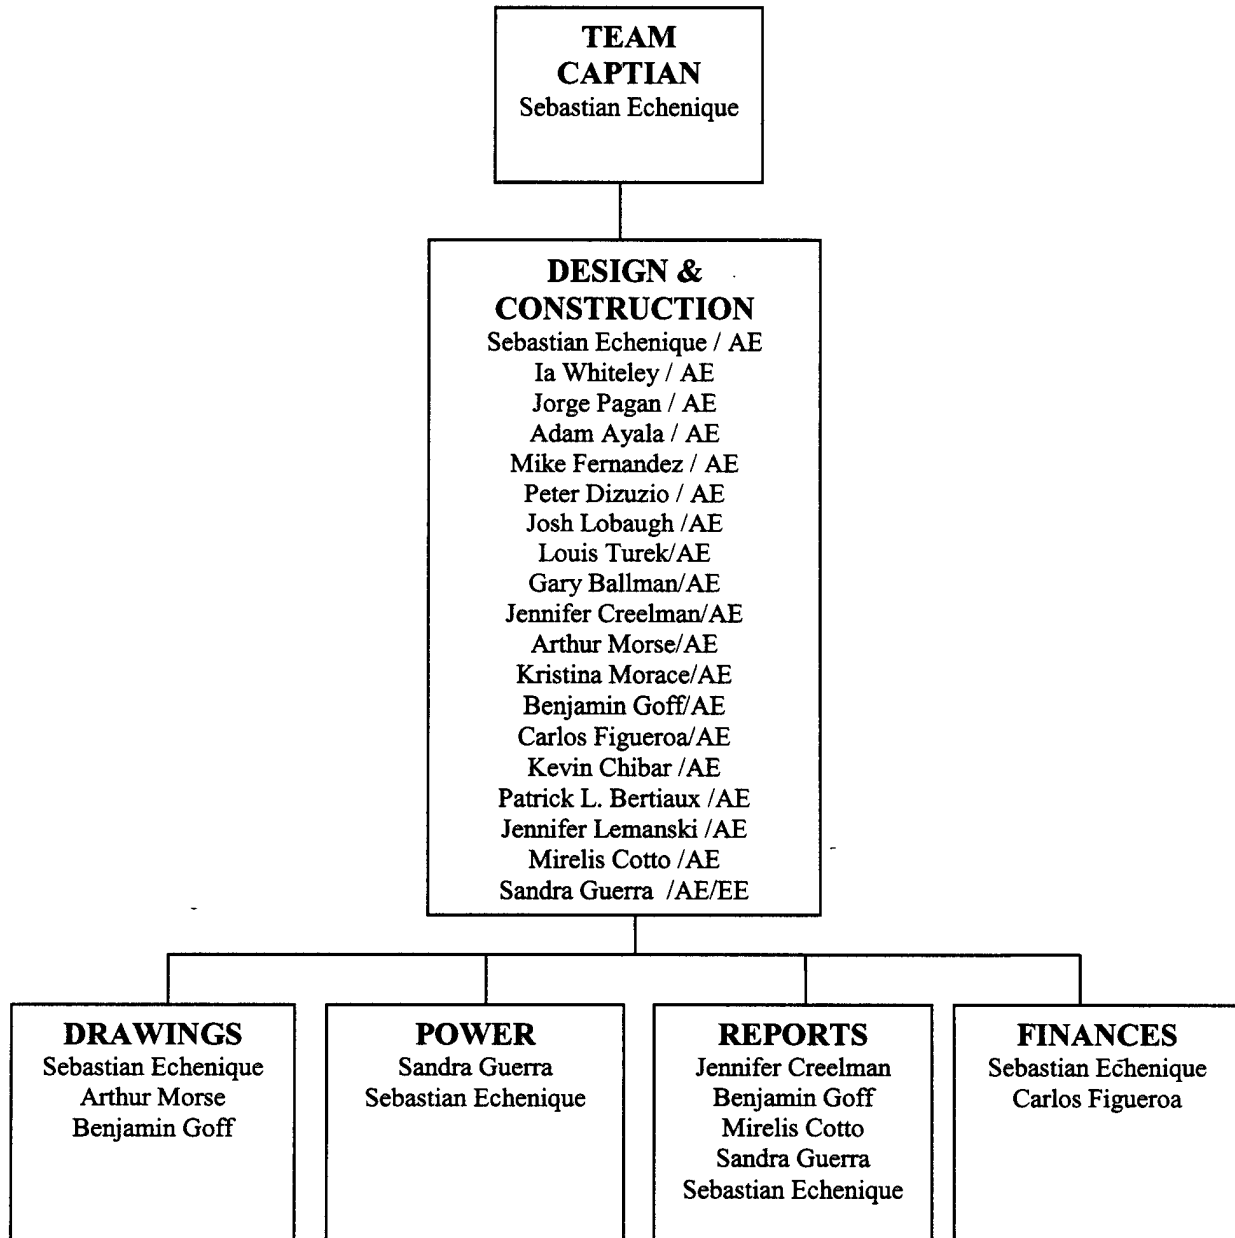 TEAM
CAPTIAN
Sebastian Echenique
DESIGN &
CONSTRUCTION
Sebastian Echenique / AE
Ia Whiteley / AE
Jorge Pagan / AE
Adam Ayala / AE
Mike Fernandez / AE
Peter Dizuzio / AE
Josh Lobaugh /AE
Louis Turek/AE
Gary Ballman/AE
Jennifer Creelman/AE
Arthur Morse/AE
Kristina Morace/AE
Benjamin Goff/AE
Carlos Figueroa/AE
Kevin Chibar /AE
Patrick L. Bertiaux /AE
Jennifer Lemanski /AE
Mirelis Cotto /AE
Sandra Guerra /AE/EE
DRAWINGS
Sebastian Echenique
Arthur Morse
Benjamin Goff
POWER
Sandra Guerra
Sebastian Echenique
REPORTS
Jennifer Creelman
Benjamin Goff
Mirelis Cotto
Sandra Guerra
Sebastian Echenique
FINANCES
Sebastian Echenique
Carlos Figueroa